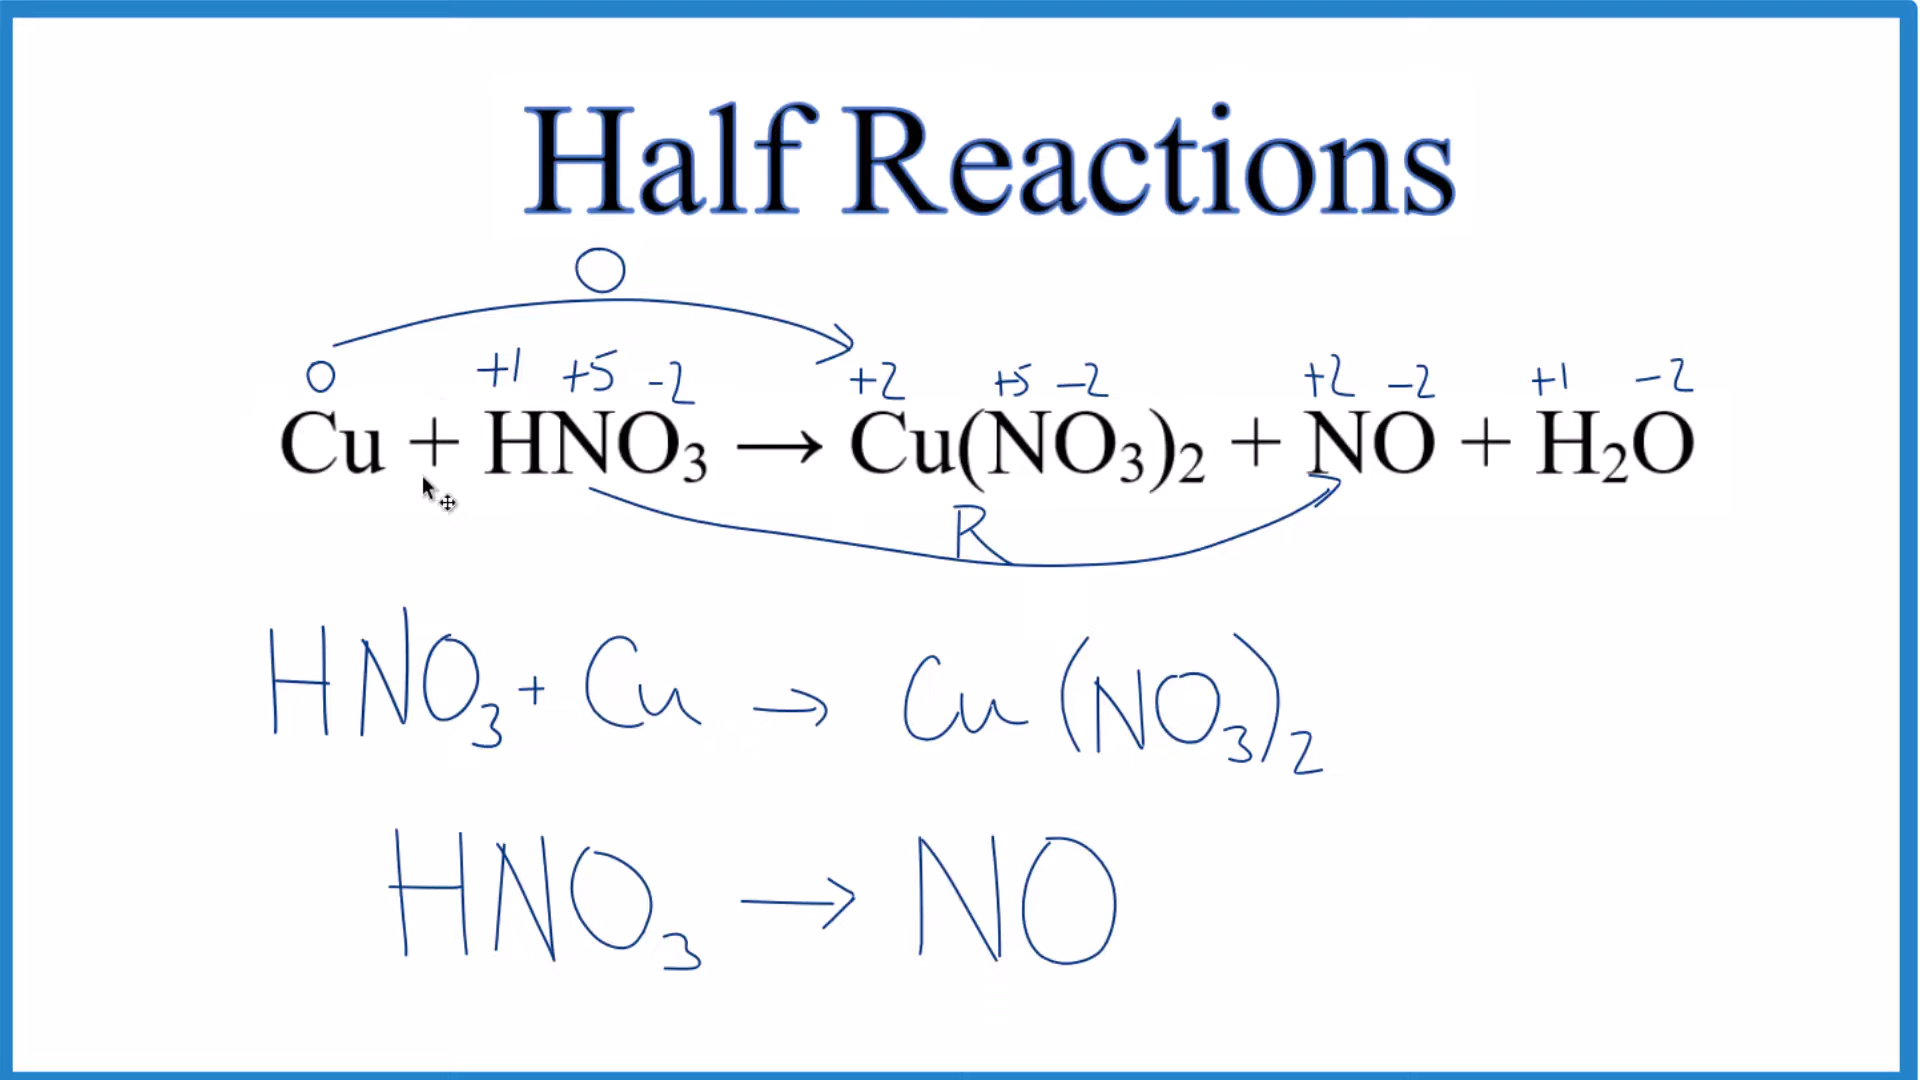 Half Reactions
O
0 +1 +5 -2 +2 +5 -2 +2 -2 +1 -2
Cu + HNO₃ → Cu(NO₃)₂ + NO + H₂O
R
HNO₃ + Cu → Cu (NO₃)₂
HNO₃ → NO